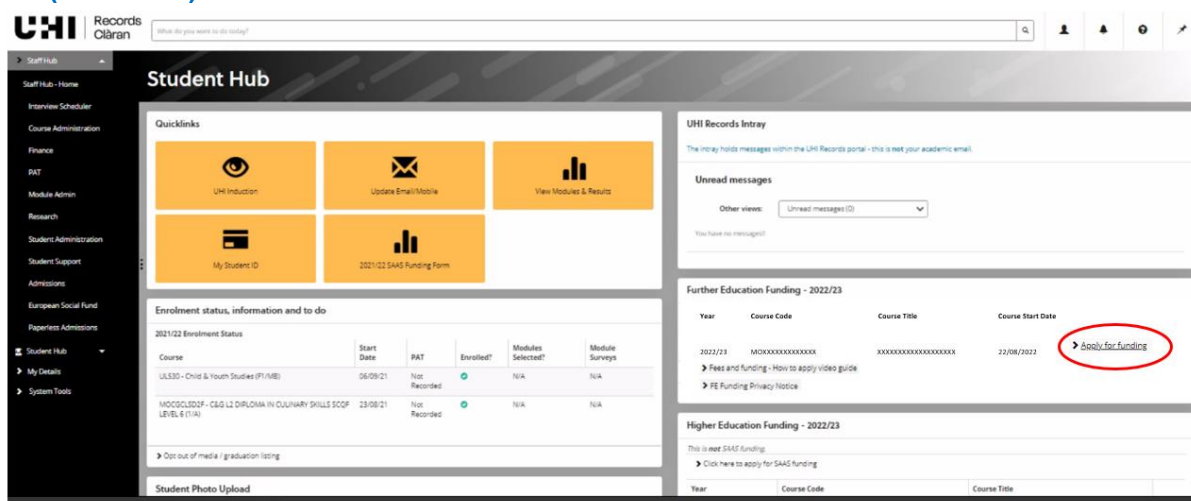 UHI Records
Clàran
What do you want to do today?
Staff Hub
Staff Hub - Home
Interview Scheduler
Course Administration
Finance
PAT
Module Admin
Research
Student Administration
Student Support
Admissions
European Social Fund
Paperless Admissions
Student Hub
My Details
System Tools
Student Hub
Quicklinks
UHI Induction
Update Email/Mobile
View Modules & Results
My Student ID
2021/22 SAAS Funding Form
Enrolment status, information and to do
2021/22 Enrolment Status
Course Start Date PAT Enrolled? Modules Selected? Module Surveys
UL530 - Child & Youth Studies (F1/MB) 06/09/21 Not Recorded N/A N/A
MOCGCLSD2F - C&G L2 DIPLOMA IN CULINARY SKILLS SCQF LEVEL 6 (1/A) 23/08/21 Not Recorded N/A N/A
Opt out of media / graduation listing
Student Photo Upload
UHI Records Intray
The intray holds messages within the UHI Records portal - this is not your academic email.
Unread messages
Other views: Unread messages (0)
You have no messages!!
Further Education Funding - 2022/23
Year Course Code Course Title Course Start Date
2022/23 MOXXXXXXXXXXXXX XXXXXXXXXXXXXXXXXXX 22/08/2022 Apply for funding
Fees and funding - How to apply video guide
FE Funding Privacy Notice
Higher Education Funding - 2022/23
This is not SAAS funding.
Click here to apply for SAAS funding
Year Course Code Course Title